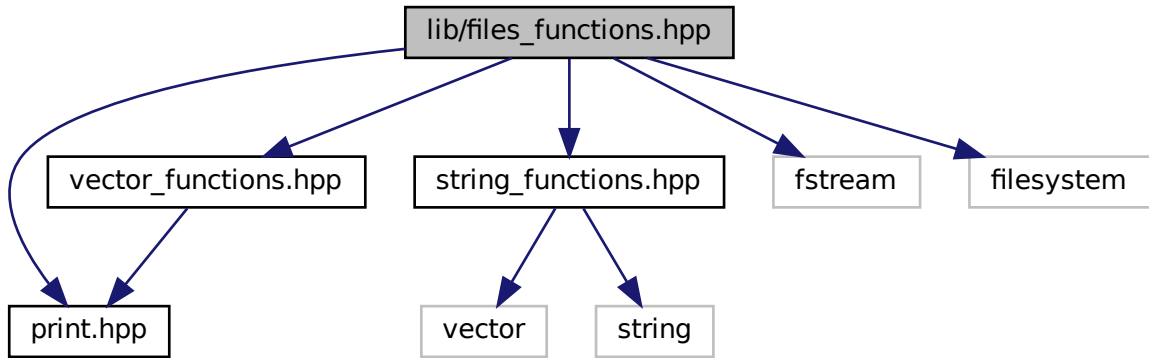 lib/files_functions.hpp
vector_functions.hpp
string_functions.hpp
fstream
filesystem
print.hpp
vector
string